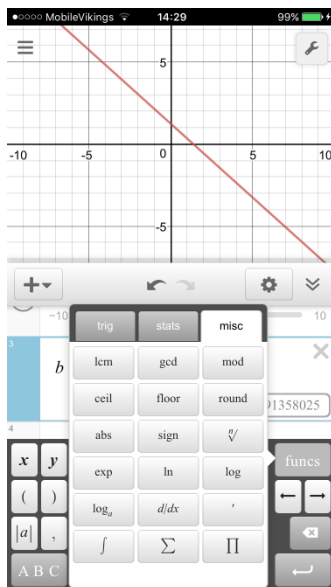 MobileVikings 14:29 99%
5
-10 -5 0 5 10
-5
-10 10
trig stats misc
3
b
lcm gcd mod
ceil floor round
91358025
4
abs sign ⁿ√
x y
exp ln log
funcs
( )
logₐ d/dx '
|a| ,
∫ ∑ ∏
A B C